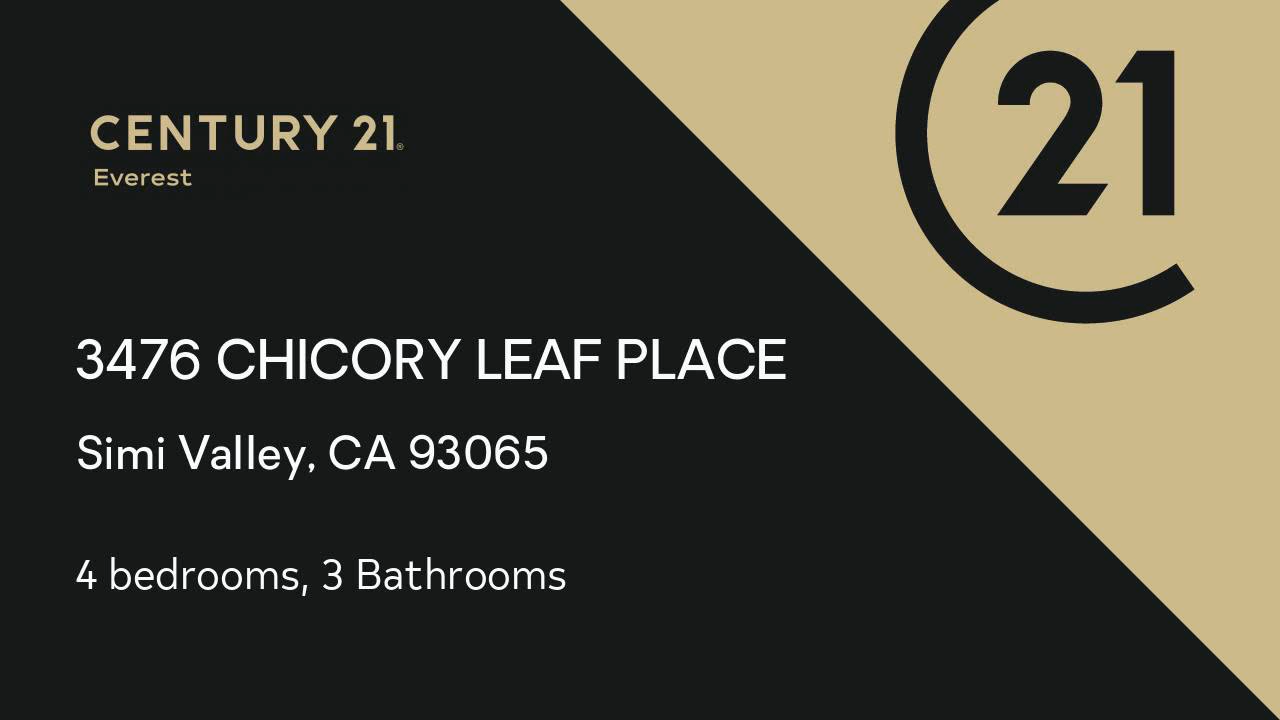 CENTURY 21®
Everest
21
3476 CHICORY LEAF PLACE
Simi Valley, CA 93065
4 bedrooms, 3 Bathrooms